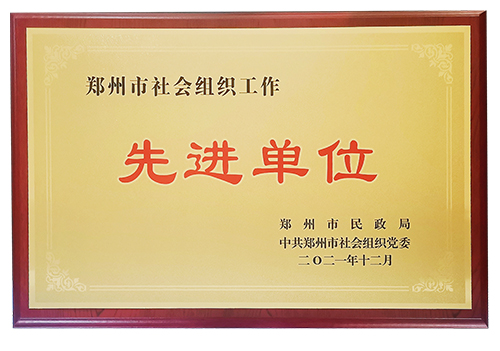 郑州市社会组织工作
先进单位
郑州市民政局
中共郑州市社会组织党委
二〇二一年十二月